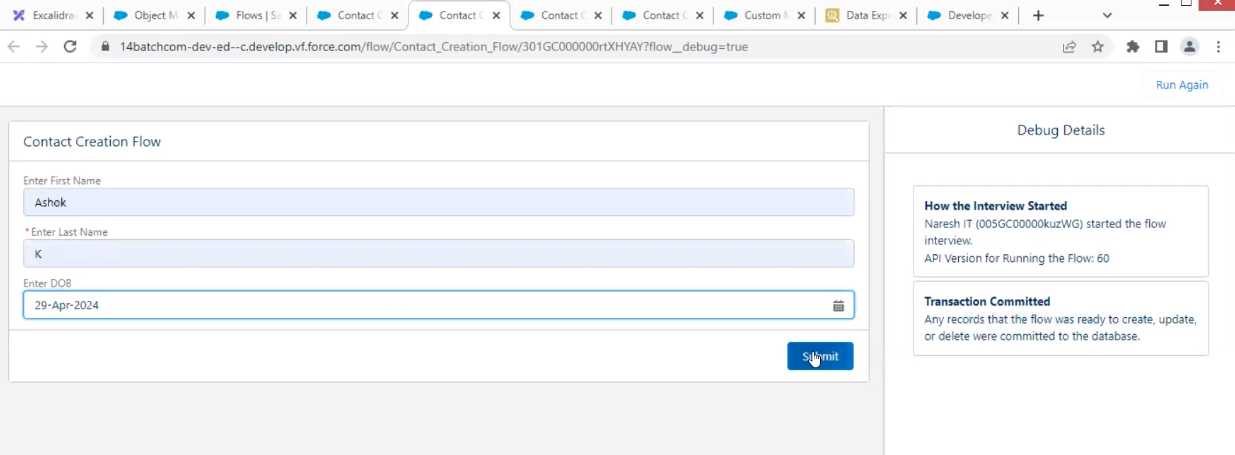 Excalidra
Object M
Flows | Sa
Contact C
Contact C
Contact C
Contact C
Custom M
Data Exp
Develope
14batchcom-dev-ed--c.develop.vf.force.com/flow/Contact_Creation_Flow/301GC000000rtXHYAY?flow__debug=true
Run Again
Contact Creation Flow
Enter First Name
Ashok
* Enter Last Name
K
Enter DOB
29-Apr-2024
Submit
Debug Details
How the Interview Started
Naresh IT (005GC00000kuzWG) started the flow
interview.
API Version for Running the Flow: 60
Transaction Committed
Any records that the flow was ready to create, update,
or delete were committed to the database.